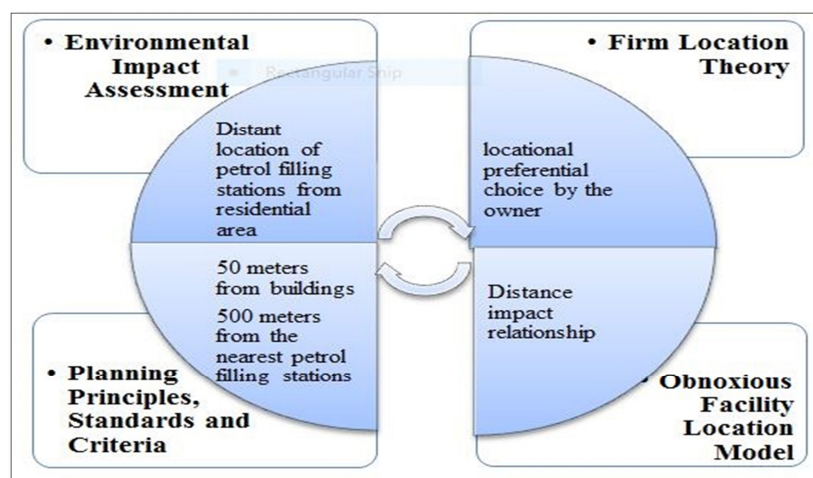 • Environmental
Impact
Assessment
• Rectangular Snip
Distant
location of
petrol filling
stations from
residential
area
• Firm Location
Theory
locational
preferential
choice by the
owner
50 meters
from buildings
500 meters
from the
nearest petrol
filling stations
• Planning
Principles,
Standards and
Criteria
Distance
impact
relationship
• Obnoxious
Facility
Location
Model